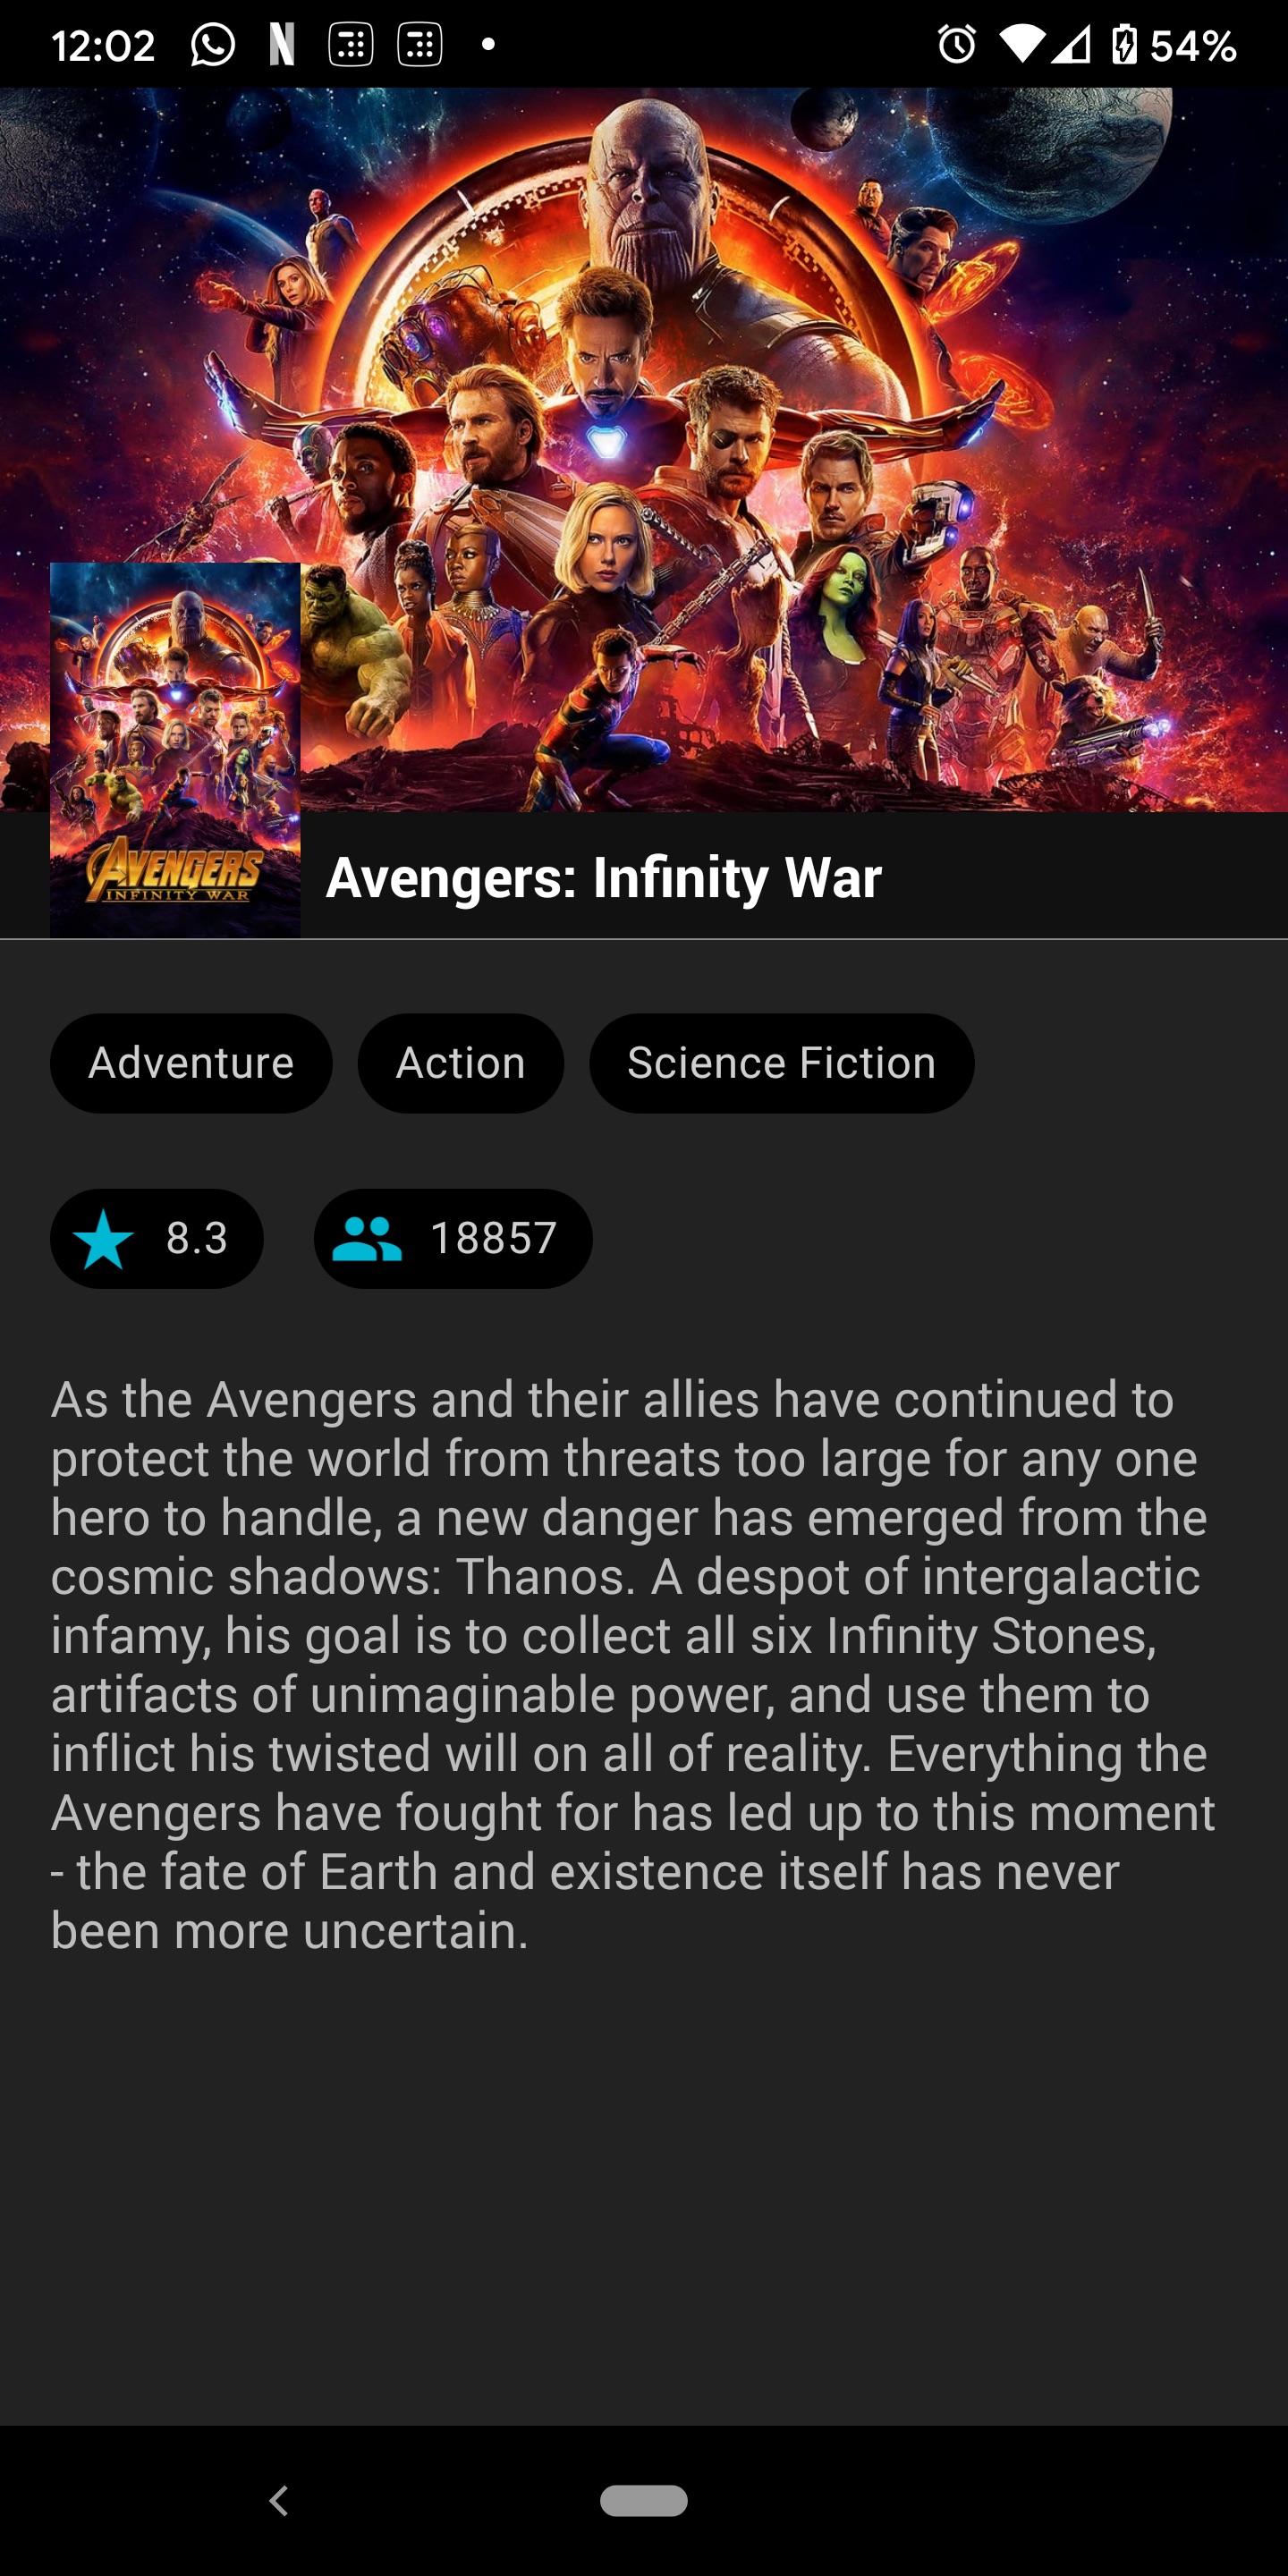 12:02
54%
AVENGERS
INFINITY WAR
Avengers: Infinity War
Adventure
Action
Science Fiction
8.3
18857
As the Avengers and their allies have continued to
protect the world from threats too large for any one
hero to handle, a new danger has emerged from the
cosmic shadows: Thanos. A despot of intergalactic
infamy, his goal is to collect all six Infinity Stones,
artifacts of unimaginable power, and use them to
inflict his twisted will on all of reality. Everything the
Avengers have fought for has led up to this moment
- the fate of Earth and existence itself has never
been more uncertain.